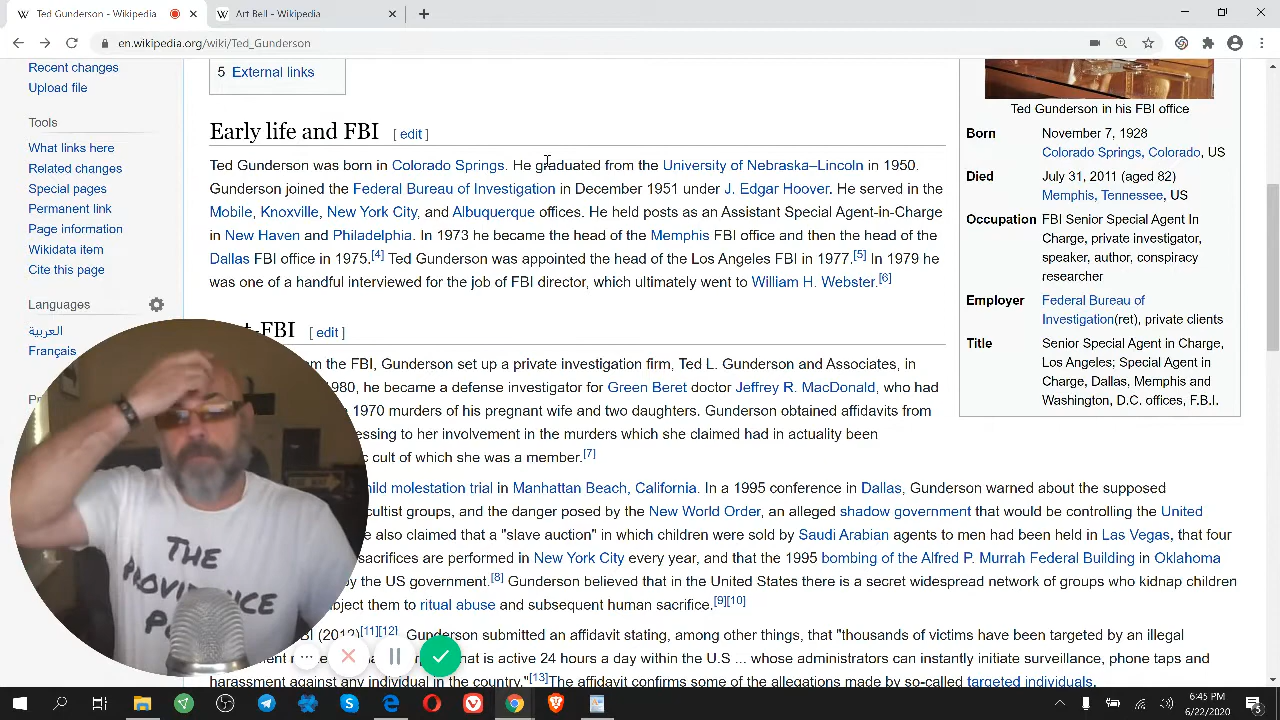 Ted Gunderson - Wikipedia
Art Bell - Wikipedia
en.wikipedia.org/wiki/Ted_Gunderson
Recent changes
Upload file
Tools
What links here
Related changes
Special pages
Permanent link
Page information
Wikidata item
Cite this page
Languages
العربية
Français
5 External links
Early life and FBI [ edit ]
Ted Gunderson was born in Colorado Springs. He graduated from the University of Nebraska–Lincoln in 1950.
Gunderson joined the Federal Bureau of Investigation in December 1951 under J. Edgar Hoover. He served in the
Mobile, Knoxville, New York City, and Albuquerque offices. He held posts as an Assistant Special Agent-in-Charge
in New Haven and Philadelphia. In 1973 he became the head of the Memphis FBI office and then the head of the
Dallas FBI office in 1975.[4] Ted Gunderson was appointed the head of the Los Angeles FBI in 1977.[5] In 1979 he
was one of a handful interviewed for the job of FBI director, which ultimately went to William H. Webster.[6]
-FBI [ edit ]
the FBI, Gunderson set up a private investigation firm, Ted L. Gunderson and Associates, in
980, he became a defense investigator for Green Beret doctor Jeffrey R. MacDonald, who had
1970 murders of his pregnant wife and two daughters. Gunderson obtained affidavits from
essing to her involvement in the murders which she claimed had in actuality been
cult of which she was a member.[7]
hild molestation trial in Manhattan Beach, California. In a 1995 conference in Dallas, Gunderson warned about the supposed
cultist groups, and the danger posed by the New World Order, an alleged shadow government that would be controlling the United
also claimed that a "slave auction" in which children were sold by Saudi Arabian agents to men had been held in Las Vegas, that four
sacrifices are performed in New York City every year, and that the 1995 bombing of the Alfred P. Murrah Federal Building in Oklahoma
by the US government.[8] Gunderson believed that in the United States there is a secret widespread network of groups who kidnap children
bject them to ritual abuse and subsequent human sacrifice.[9][10]
BI (2012)[11][12] Gunderson submitted an affidavit stating, among other things, that "thousands of victims have been targeted by an illegal
hat is active 24 hours a day within the U.S ... whose administrators can instantly initiate surveillance, phone taps and
harassment against any individual in the country."[13]The affidavit confirms some of the allegations made by so-called targeted individuals.
Ted Gunderson in his FBI office
Born November 7, 1928
Colorado Springs, Colorado, US
Died July 31, 2011 (aged 82)
Memphis, Tennessee, US
Occupation FBI Senior Special Agent In
Charge, private investigator,
speaker, author, conspiracy
researcher
Employer Federal Bureau of
Investigation(ret), private clients
Title Senior Special Agent in Charge,
Los Angeles; Special Agent in
Charge, Dallas, Memphis and
Washington, D.C. offices, F.B.I.
THE
6:45 PM
6/22/2020